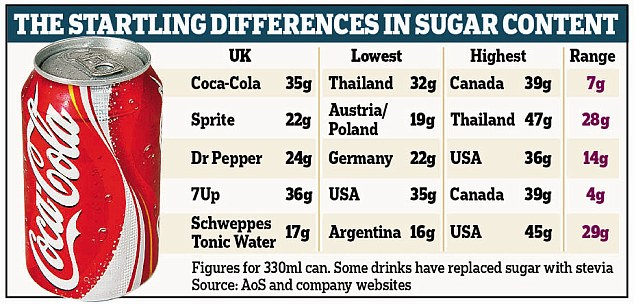 THE STARTLING DIFFERENCES IN SUGAR CONTENT
UK Lowest Highest Range
Coca-Cola 35g Thailand 32g Canada 39g 7g
Sprite 22g Austria/
Poland 19g Thailand 47g 28g
Dr Pepper 24g Germany 22g USA 36g 14g
7Up 36g USA 35g Canada 39g 4g
Schweppes
Tonic Water 17g Argentina 16g USA 45g 29g
Figures for 330ml can. Some drinks have replaced sugar with stevia
Source: AoS and company websites
Coca-Cola